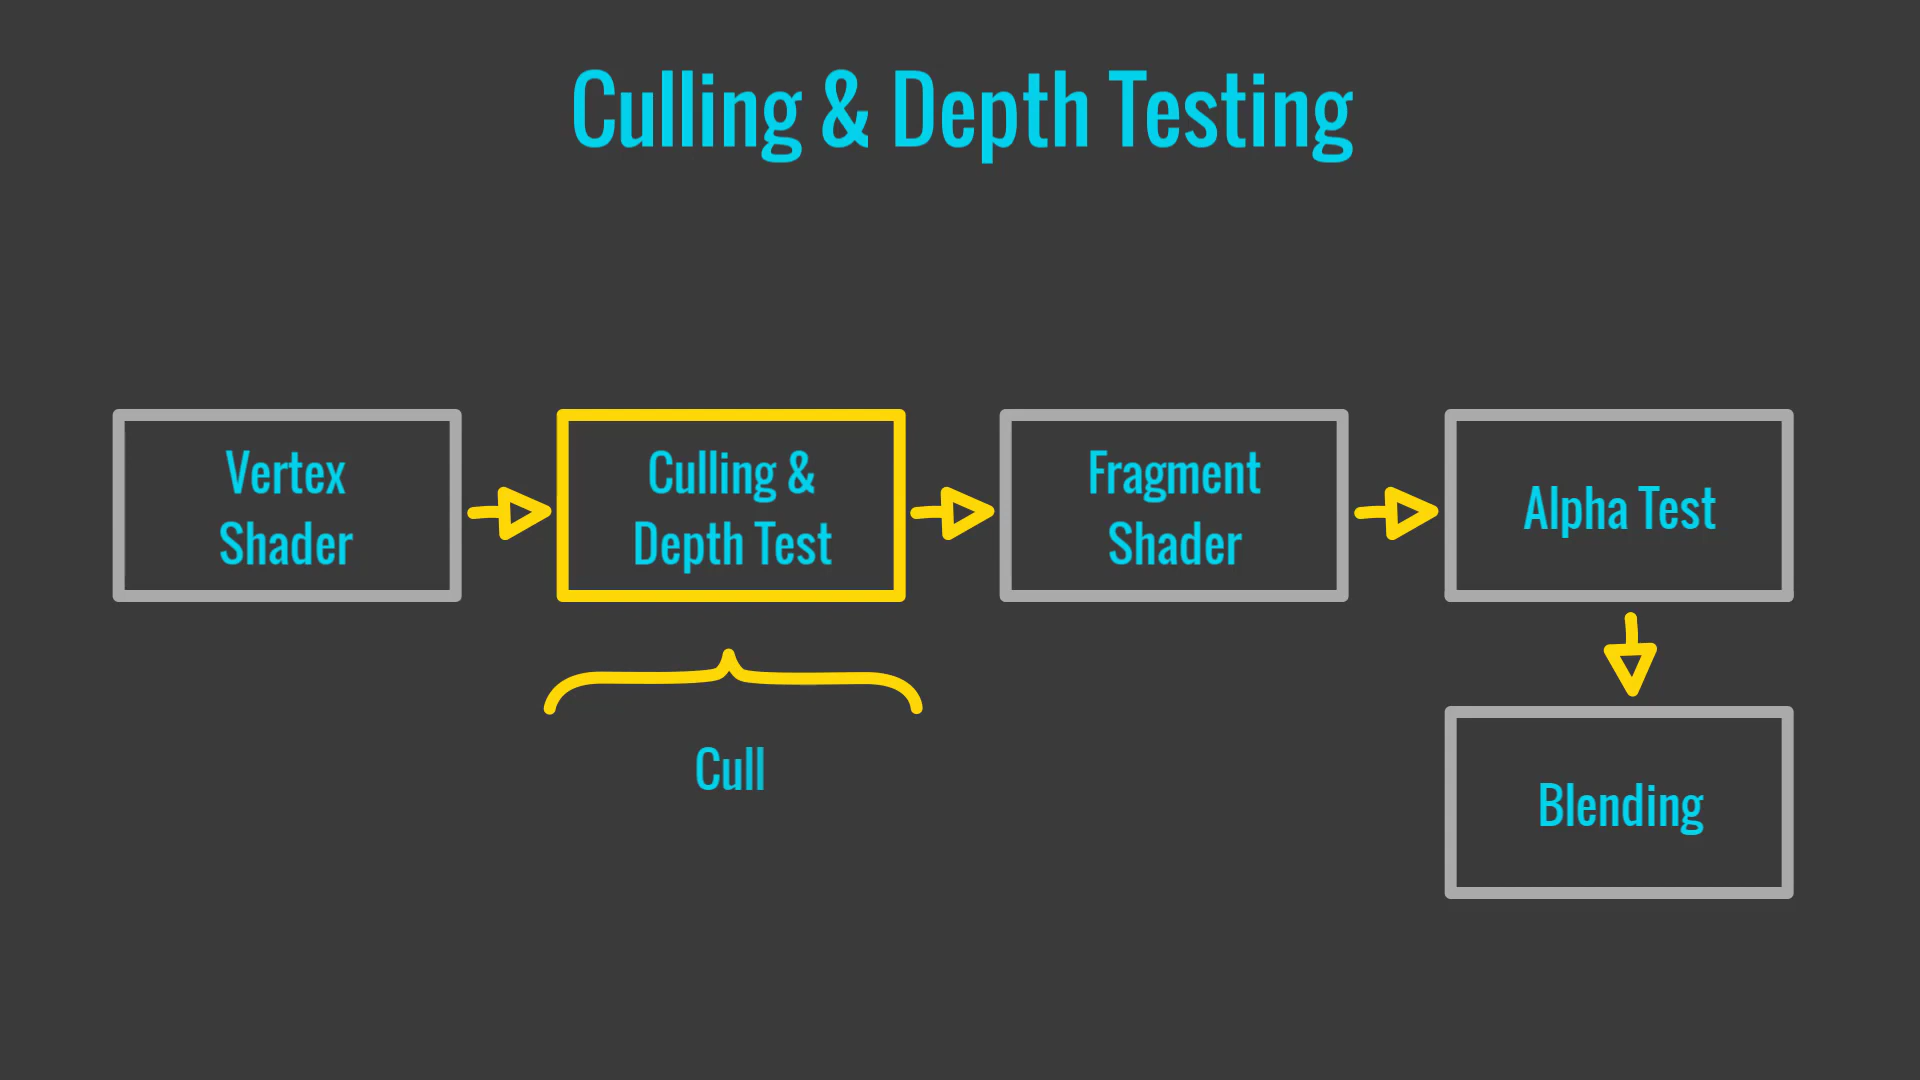 Culling & Depth Testing
Vertex
Shader
Culling &
Depth Test
Fragment
Shader
Alpha Test
Cull
Blending